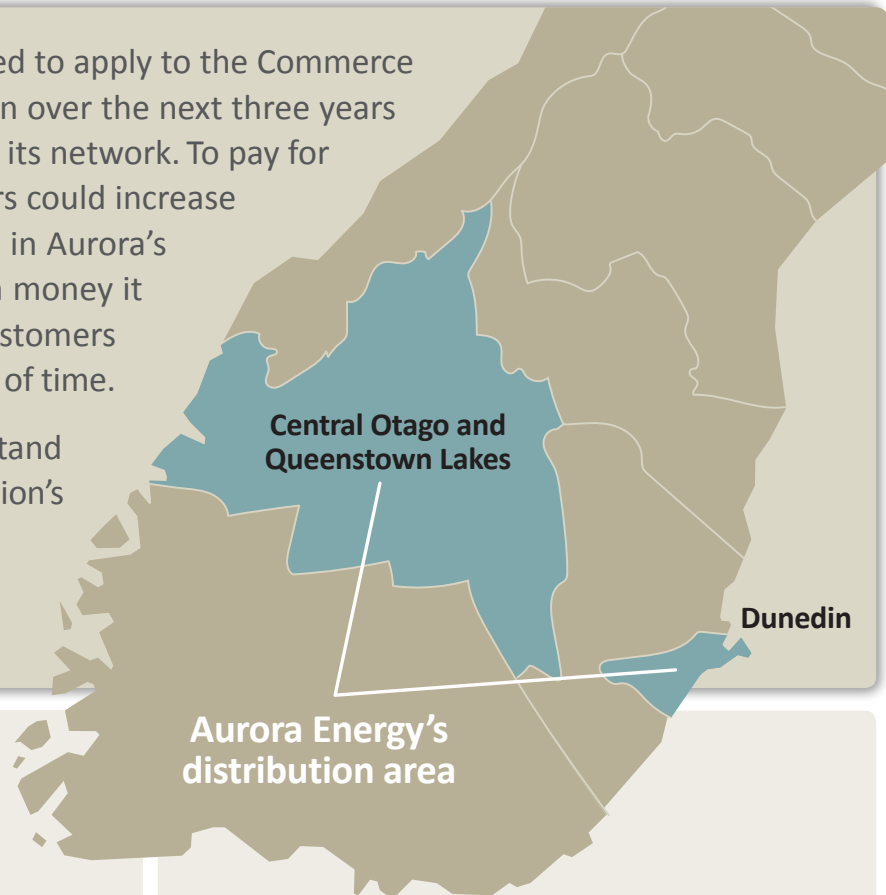 ed to apply to the Commerce
n over the next three years
its network. To pay for
rs could increase
in Aurora's
n money it
ustomers
of time.
tand
ion's
Central Otago and
Queenstown Lakes
Dunedin
Aurora Energy's
distribution area